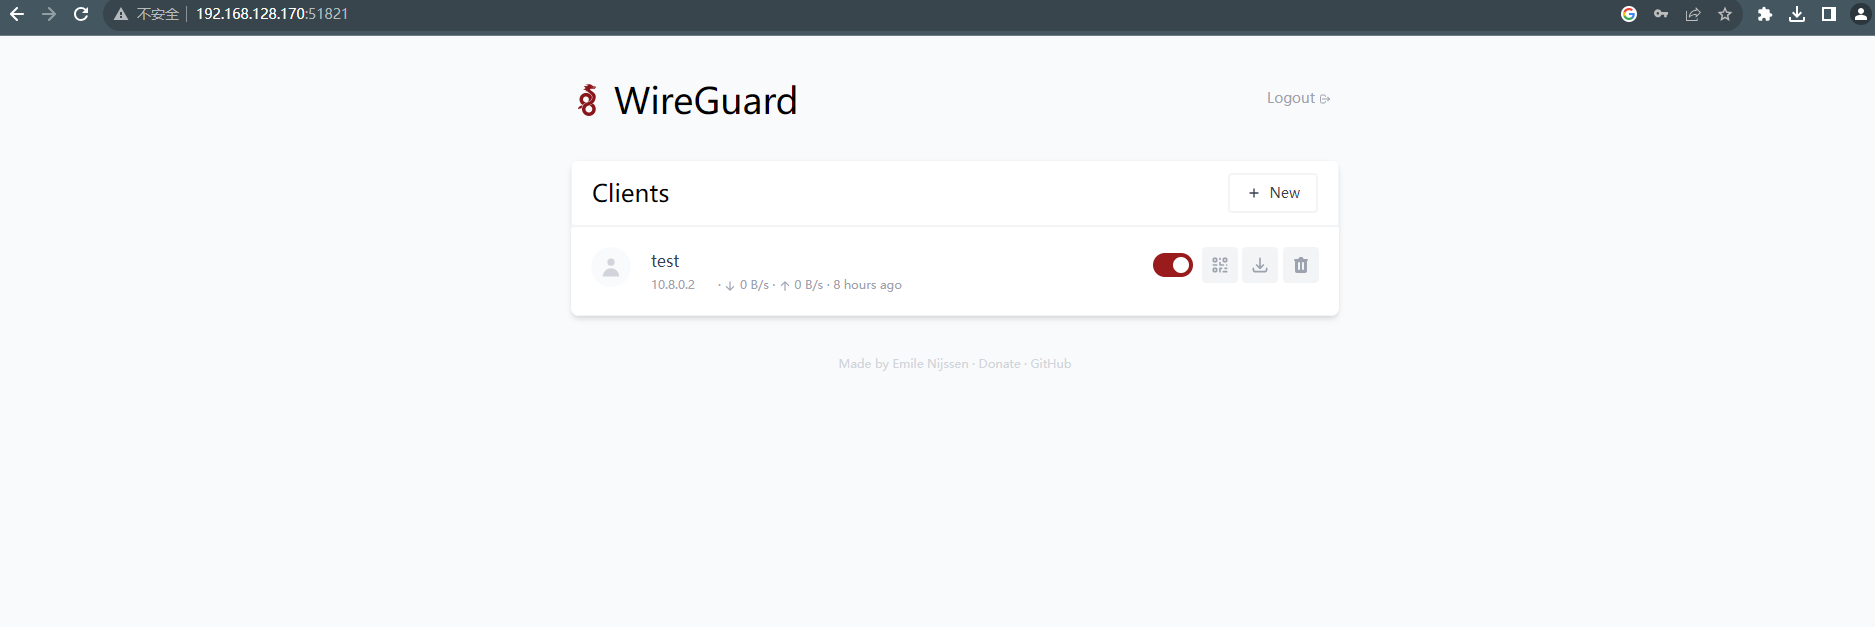 不安全 192.168.128.170:51821
WireGuard
Logout
Clients
+ New
test
10.8.0.2 · ↓ 0 B/s · ↑ 0 B/s · 8 hours ago
Made by Emile Nijssen · Donate · GitHub